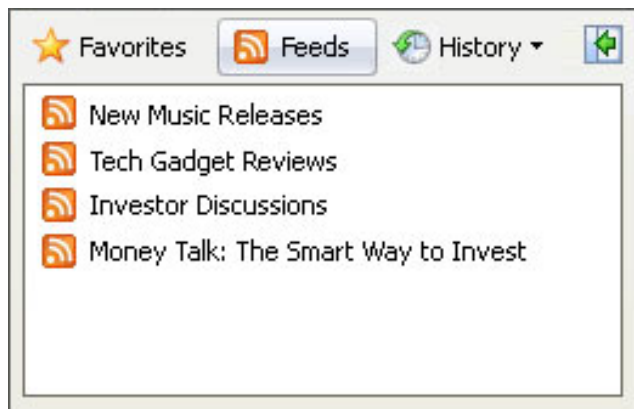 Favorites Feeds History
New Music Releases
Tech Gadget Reviews
Investor Discussions
Money Talk: The Smart Way to Invest